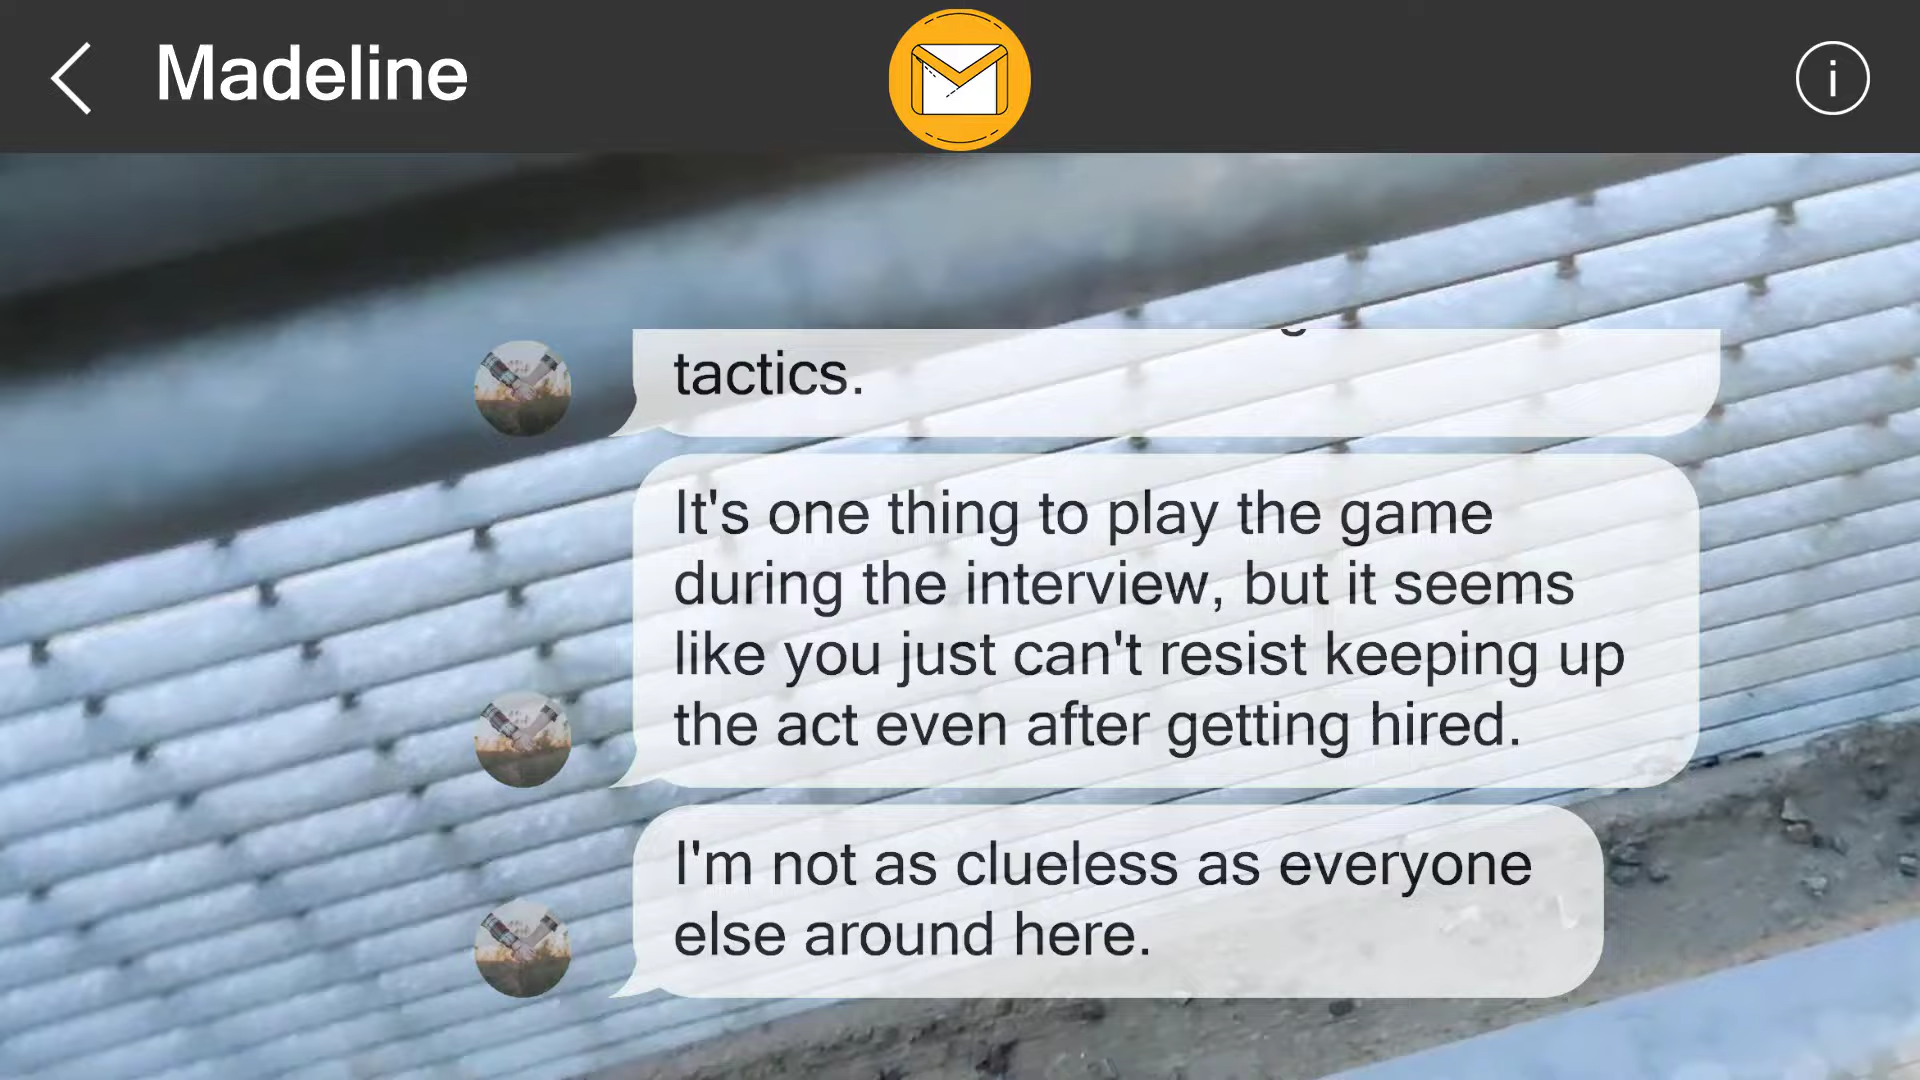 Madeline
i
tactics.
It's one thing to play the game
during the interview, but it seems
like you just can't resist keeping up
the act even after getting hired.
I'm not as clueless as everyone
else around here.